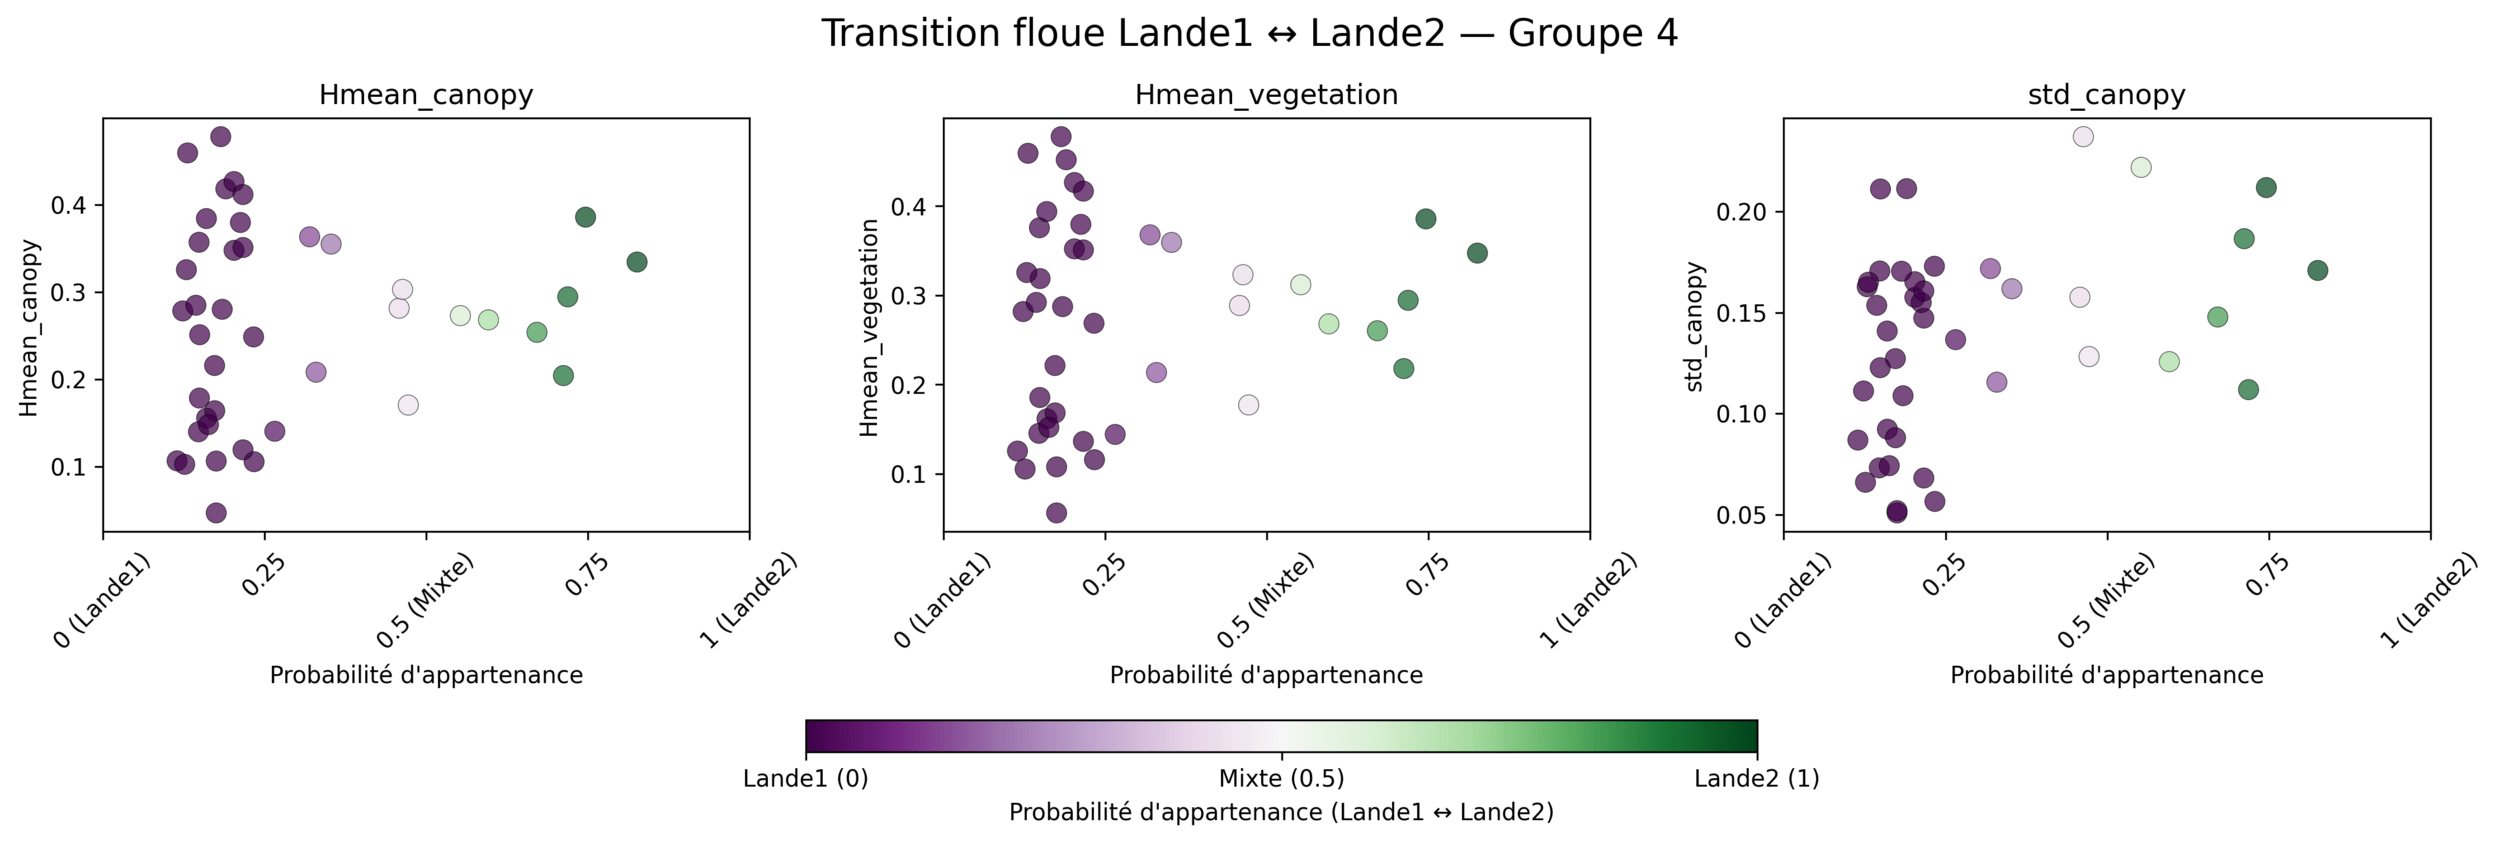 Transition floue Lande1 ↔ Lande2 — Groupe 4
Hmean_canopy
Hmean_canopy
0.4
0.3
0.2
0.1
0 (Lande1)
0.25
0.5 (Mixte)
0.75
1 (Lande2)
Probabilité d'appartenance
Hmean_vegetation
Hmean_vegetation
0.4
0.3
0.2
0.1
0 (Lande1)
0.25
0.5 (Mixte)
0.75
1 (Lande2)
Probabilité d'appartenance
std_canopy
std_canopy
0.20
0.15
0.10
0.05
0 (Lande1)
0.25
0.5 (Mixte)
0.75
1 (Lande2)
Probabilité d'appartenance
Lande1 (0)
Mixte (0.5)
Lande2 (1)
Probabilité d'appartenance (Lande1 ↔ Lande2)